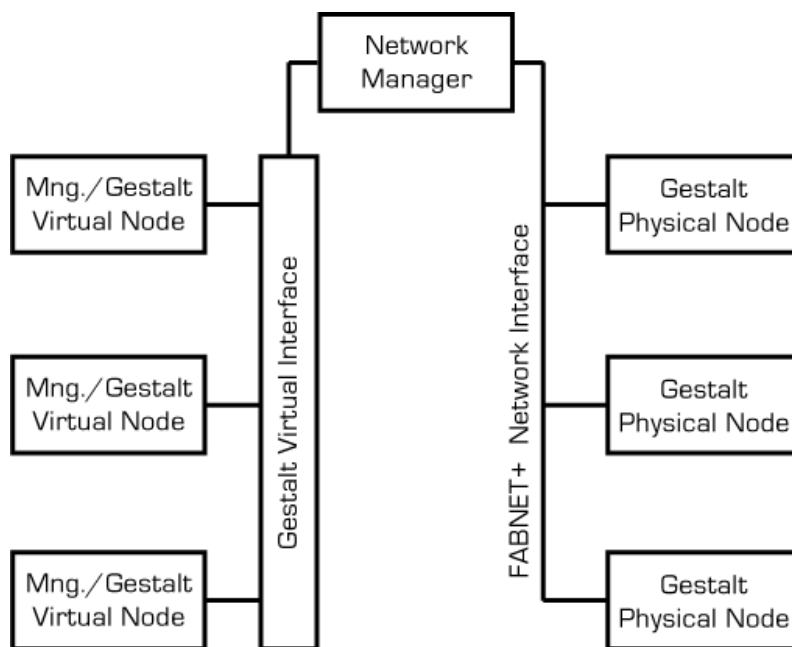 Network
Manager
Mng./Gestalt
Virtual Node
Gestalt
Physical Node
Gestalt Virtual Interface
FABNET+ Network Interface
Mng./Gestalt
Virtual Node
Gestalt
Physical Node
Mng./Gestalt
Virtual Node
Gestalt
Physical Node